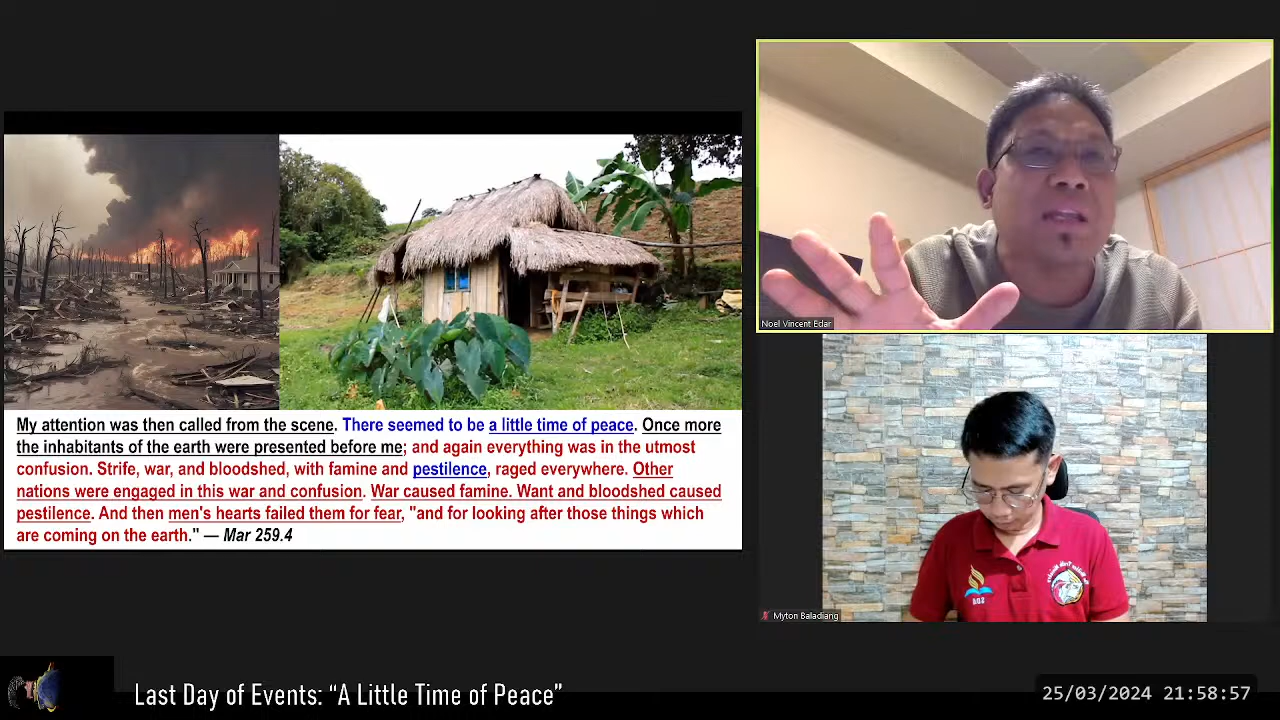 Noel Vincent Edar
My attention was then called from the scene. There seemed to be a little time of peace. Once more
the inhabitants of the earth were presented before me; and again everything was in the utmost
confusion. Strife, war, and bloodshed, with famine and pestilence, raged everywhere. Other
nations were engaged in this war and confusion. War caused famine. Want and bloodshed caused
pestilence. And then men's hearts failed them for fear, "and for looking after those things which
are coming on the earth." — Mar 259.4
SDA
Myton Baladiang
Last Day of Events: “A Little Time of Peace”
25/03/2024 21:58:57